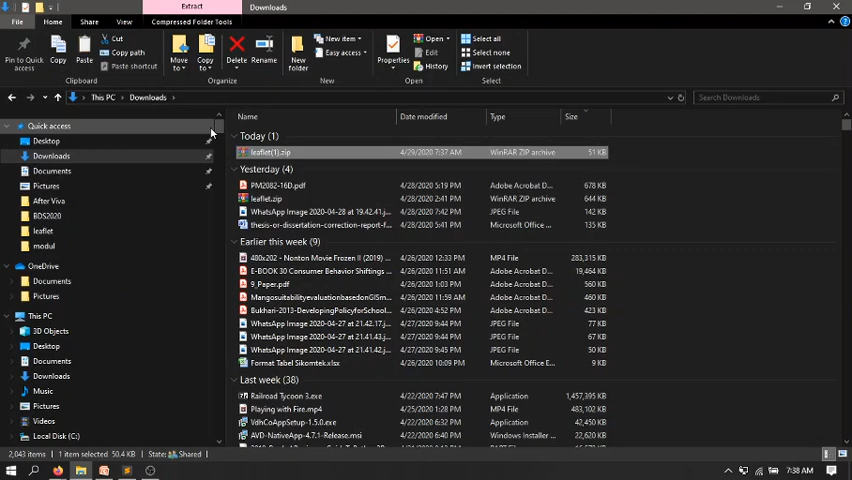 Extract
Downloads
File
Home
Share
View
Compressed Folder Tools
Pin to Quick access
Copy
Paste
Cut
Copy path
Paste shortcut
Clipboard
Move to
Copy to
Delete
Rename
Organize
New folder
New item
Easy access
New
Properties
Open
Edit
History
Open
Select all
Select none
Invert selection
Select
This PC > Downloads >
Search Downloads
Name Date modified Type Size
Quick access
Desktop
Downloads
Documents
Pictures
After Viva
BDS2020
leaflet
modul
OneDrive
Documents
Pictures
This PC
3D Objects
Desktop
Documents
Downloads
Music
Pictures
Videos
Local Disk (C:)
Today (1)
leaflet(1).zip 4/29/2020 7:37 AM WinRAR ZIP archive 51 KB
Yesterday (4)
PM2082-16D.pdf 4/28/2020 5:19 PM Adobe Acrobat D... 678 KB
leaflet.zip 4/28/2020 2:41 PM WinRAR ZIP archive 644 KB
WhatsApp Image 2020-04-28 at 19.42.41.j... 4/28/2020 7:42 PM JPEG File 142 KB
thesis-or-dissertation-correction-report-f... 4/28/2020 7:43 PM Microsoft Office ... 135 KB
Earlier this week (9)
400x202 - Nonton Movie Frozen II (2019) ... 4/26/2020 12:33 PM MP4 File 283,315 KB
E-BOOK 30 Consumer Behavior Shiftings ... 4/26/2020 11:51 AM Adobe Acrobat D... 19,464 KB
9_Paper.pdf 4/26/2020 1:03 PM Adobe Acrobat D... 560 KB
MangosuitabilityevaluationbasedonGISm... 4/26/2020 11:59 AM Adobe Acrobat D... 460 KB
Bukhari-2013-DevelopingPolicyforSchool... 4/26/2020 4:52 PM Adobe Acrobat D... 423 KB
WhatsApp Image 2020-04-27 at 21.42.17.j... 4/27/2020 9:44 PM JPEG File 77 KB
WhatsApp Image 2020-04-27 at 21.41.43.j... 4/27/2020 9:44 PM JPEG File 67 KB
WhatsApp Image 2020-04-27 at 21.41.42.j... 4/27/2020 9:45 PM JPEG File 50 KB
Format Tabel Sikomtek.xlsx 4/26/2020 10:09 PM Microsoft Office E...
Last week (38)
Railroad Tycoon 3.exe 4/22/2020 7:47 PM Application 1,457,395 KB
Playing with Fire.mp4 4/25/2020 1:28 PM MP4 File 483,102 KB
VdhCoAppSetup-1.5.0.exe 4/22/2020 6:32 PM Application 42,450 KB
AVD-NativeApp-4.7.1-Release.msi 4/22/2020 6:37 PM Windows Installer ... 22,620 KB
2,043 items
1 item selected 50.4 KB
State: Shared
7:38 AM